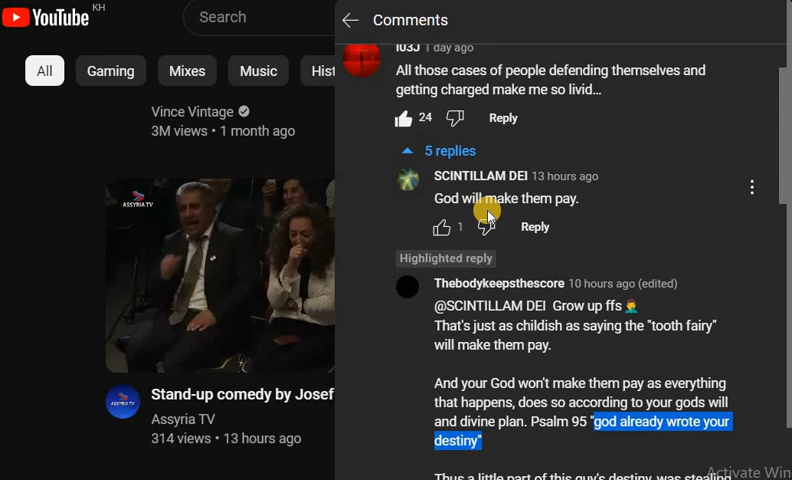 YouTube KH
Search
Comments
All
Gaming
Mixes
Music
Hist
Vince Vintage
3M views • 1 month ago
ASSYRIA TV
Stand-up comedy by Josef
Assyria TV
314 views • 13 hours ago
1 day ago
All those cases of people defending themselves and
getting charged make me so livid...
24 Reply
5 replies
SCINTILLAM DEI 13 hours ago
God will make them pay.
1 Reply
Highlighted reply
Thebodykeepsthescore 10 hours ago (edited)
@SCINTILLAM DEI Grow up ffs🤦
That's just as childish as saying the "tooth fairy"
will make them pay.
And your God won't make them pay as everything
that happens, does so according to your gods will
and divine plan. Psalm 95 "god already wrote your
destiny"
Thus a little part of this guy's destiny, was stealing
Activate Win